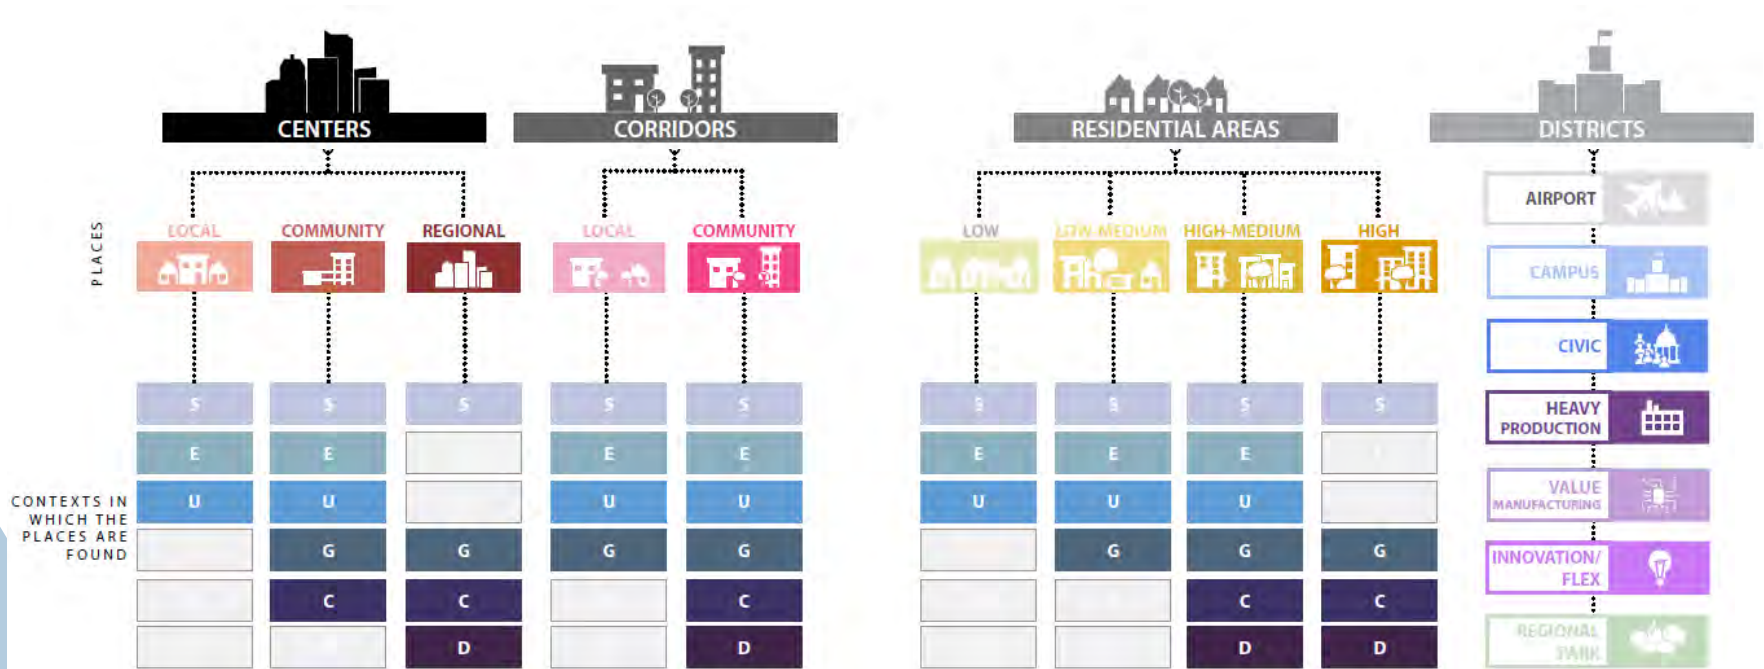 CENTERS
CORRIDORS
RESIDENTIAL AREAS
DISTRICTS
PLACES
LOCAL
COMMUNITY
REGIONAL
LOCAL
COMMUNITY
LOW
LOW-MEDIUM
HIGH-MEDIUM
HIGH
AIRPORT
CAMPUS
CIVIC
HEAVY
PRODUCTION
VALUE
MANUFACTURING
INNOVATION/
FLEX
REGIONAL
PARK
CONTEXTS IN
WHICH THE
PLACES ARE
FOUND
S S S S S S S S S
E E E E E E E
U U U U U U U
G G G G G G G
C C C C C
D D D D